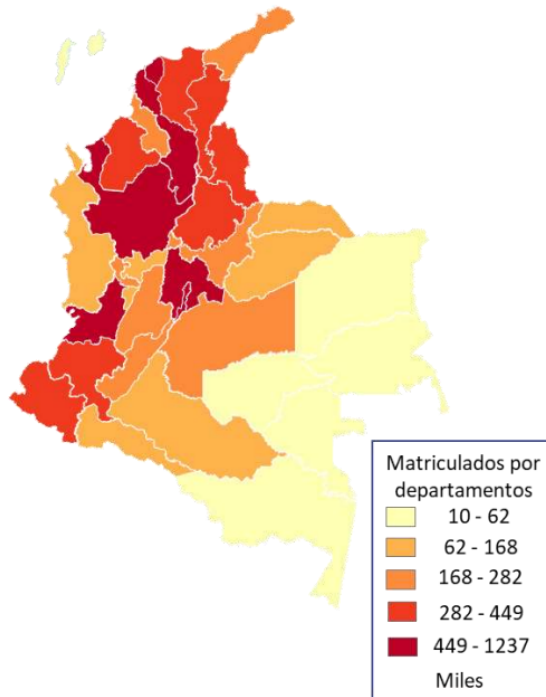 Matriculados por
departamentos
10 - 62
62 - 168
168 - 282
282 - 449
449 - 1237
Miles